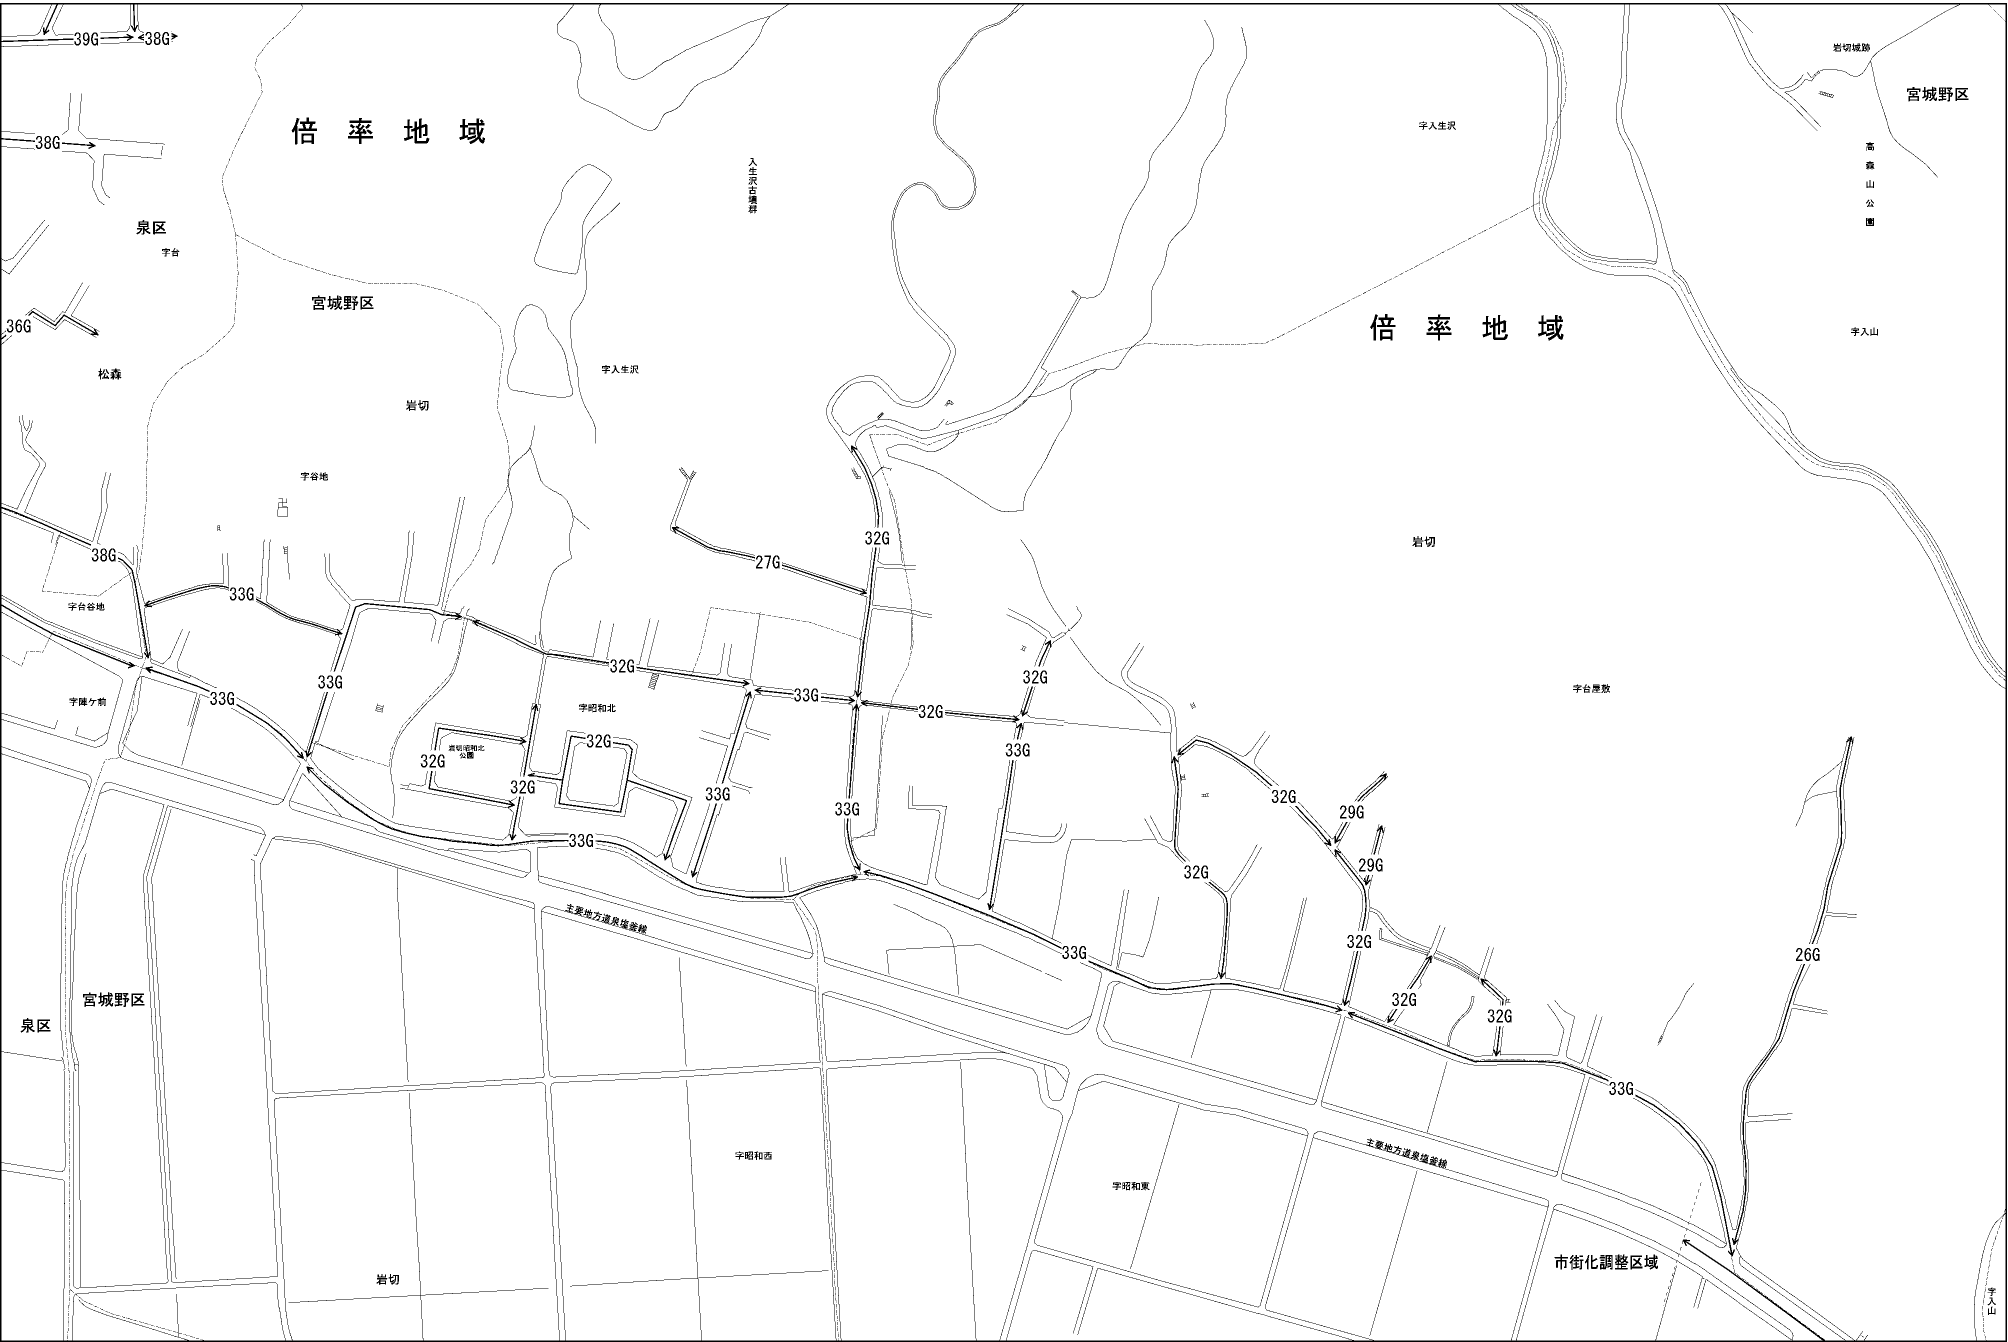 39G
38G
岩切城跡
宮城野区
倍率地域
字入生沢
38G
高森山公園
入生沢古墳群
泉区
字台
宮城野区
36G
倍率地域
字入山
松森
字入生沢
岩切
字谷地
32G
岩切
38G
27G
33G
字台谷地
32G
33G
32G
字台屋敷
33G
字陣ケ前
33G
字昭和北
32G
32G
岩切昭和北
公園
32G
33G
32G
33G
32G
33G
29G
33G
29G
32G
主要地方道泉塩釜線
32G
33G
26G
宮城野区
32G
32G
泉区
33G
字昭和西
主要地方道泉塩釜線
字昭和東
市街化調整区域
岩切
字入山